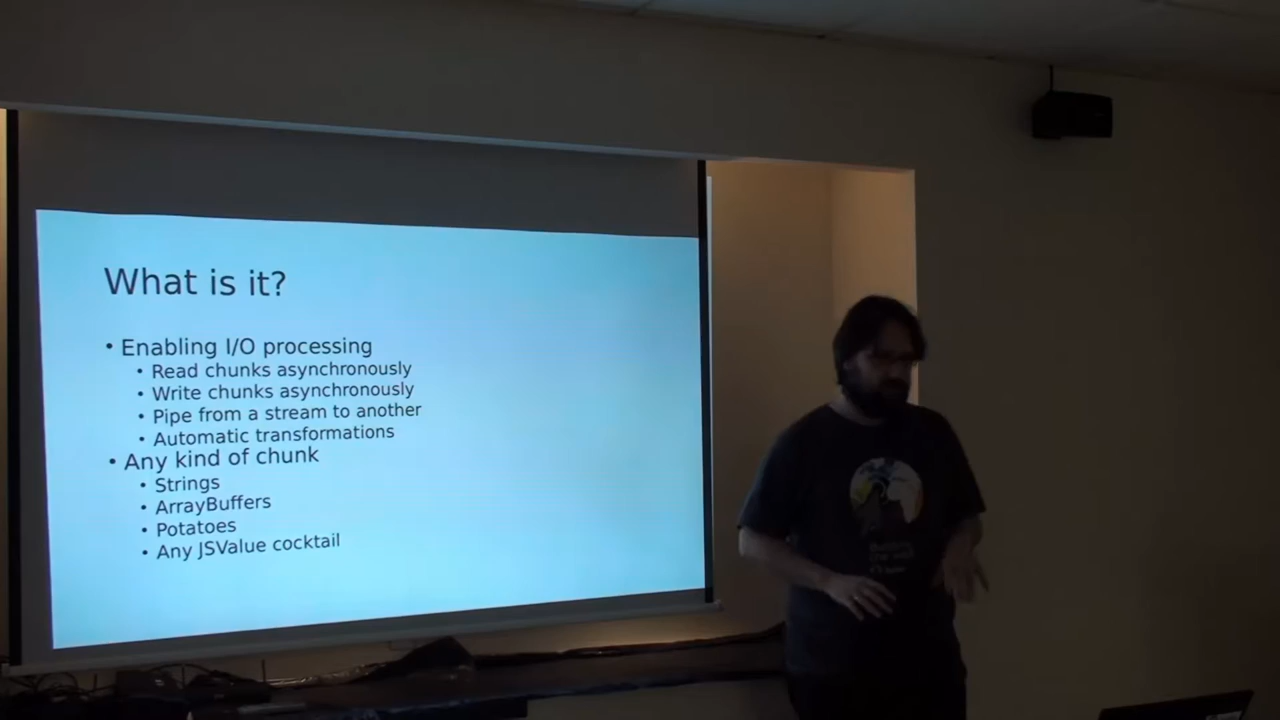 What is it?
• Enabling I/O processing
• Read chunks asynchronously
• Write chunks asynchronously
• Pipe from a stream to another
• Automatic transformations
• Any kind of chunk
• Strings
• ArrayBuffers
• Potatoes
• Any JSValue cocktail